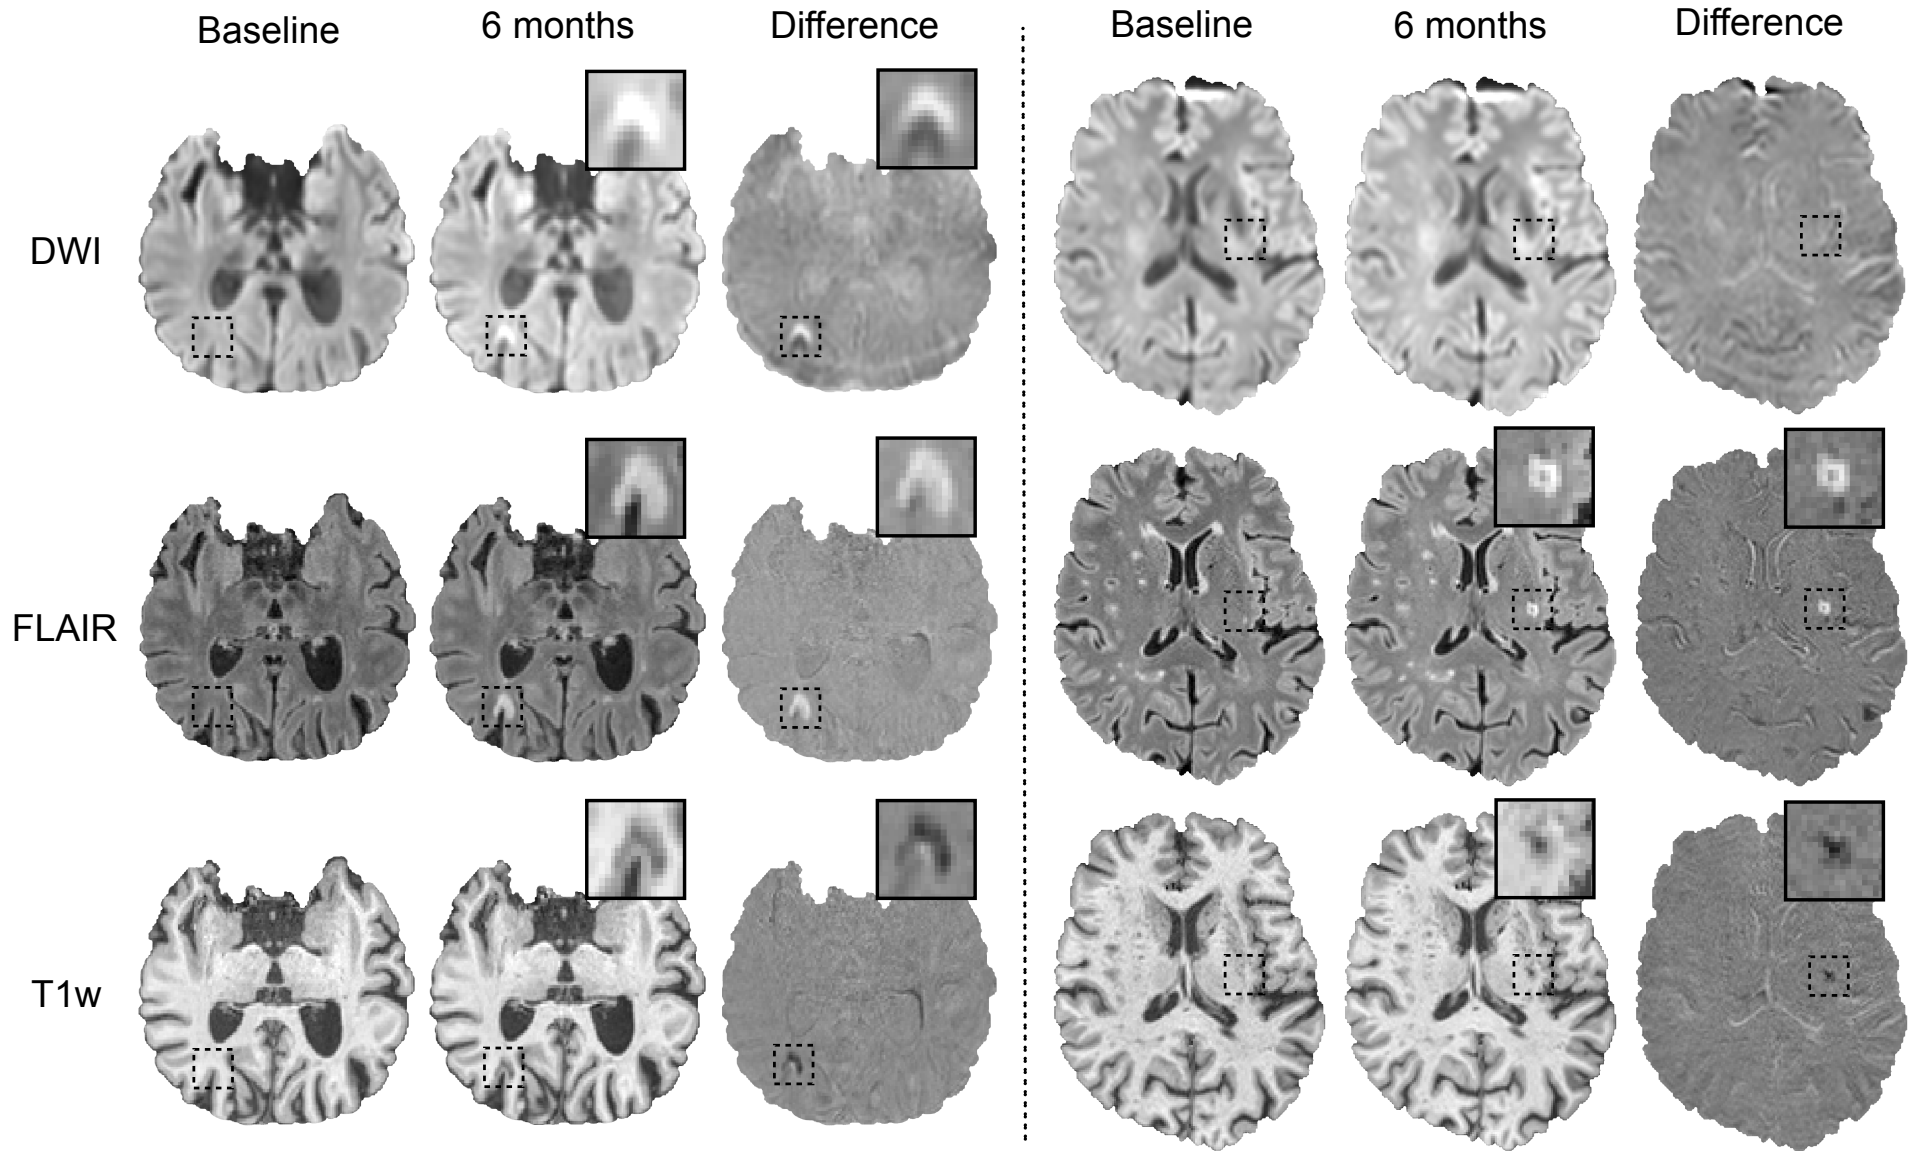 Baseline 6 months Difference Baseline 6 months Difference
DWI
FLAIR
T1w